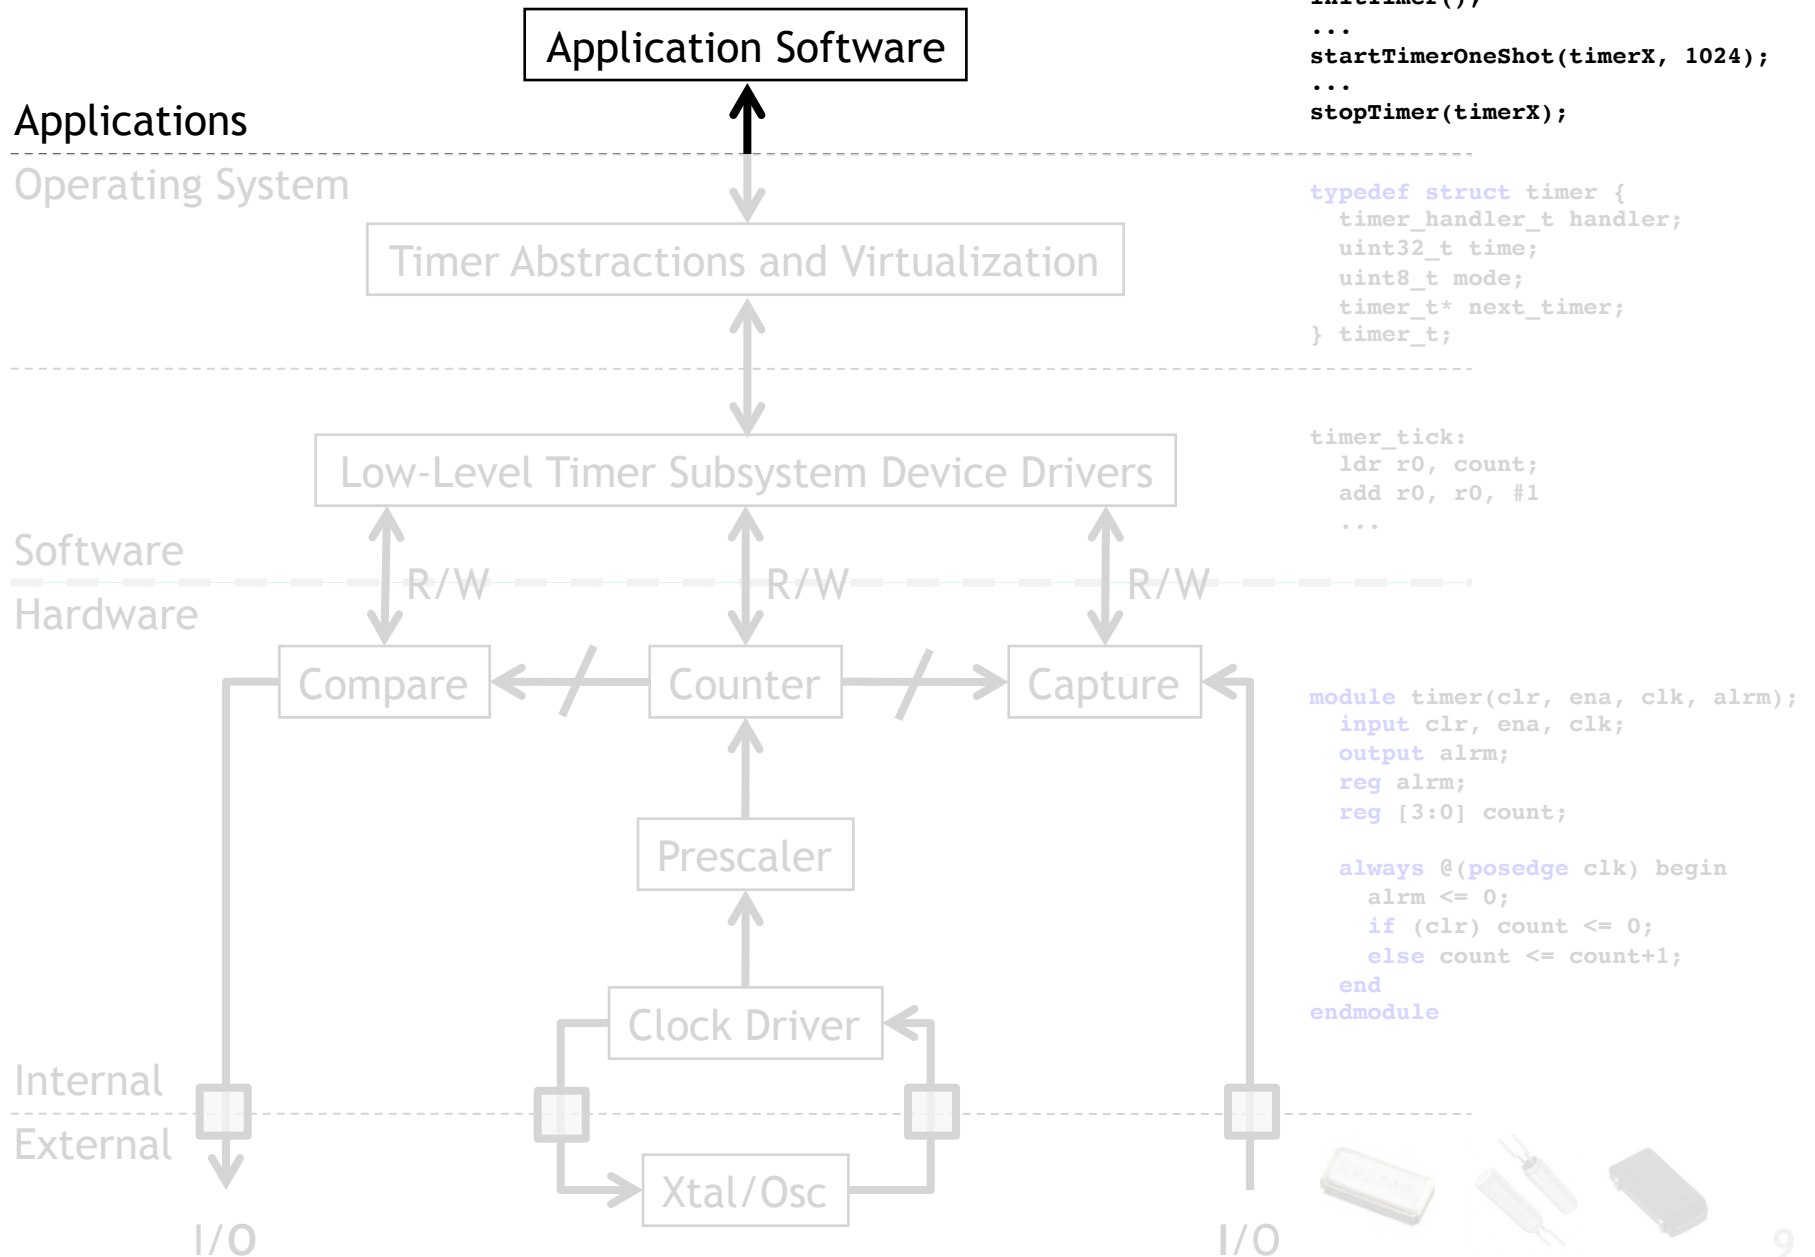 initTimer();
...
startTimerOneShot(timerX, 1024);
...
stopTimer(timerX);
Application Software
Applications
Operating System
Timer Abstractions and Virtualization
typedef struct timer {
timer_handler_t handler;
uint32_t time;
uint8_t mode;
timer_t* next_timer;
} timer_t;
Low-Level Timer Subsystem Device Drivers
timer_tick:
ldr r0, count;
add r0, r0, #1
...
Software
R/W
R/W
R/W
Hardware
Compare
Counter
Capture
module timer(clr, ena, clk, alrm);
input clr, ena, clk;
output alrm;
reg alrm;
reg [3:0] count;
always @(posedge clk) begin
alrm <= 0;
if (clr) count <= 0;
else count <= count+1;
end
endmodule
Prescaler
Clock Driver
Internal
External
Xtal/Osc
I/O
I/O
9